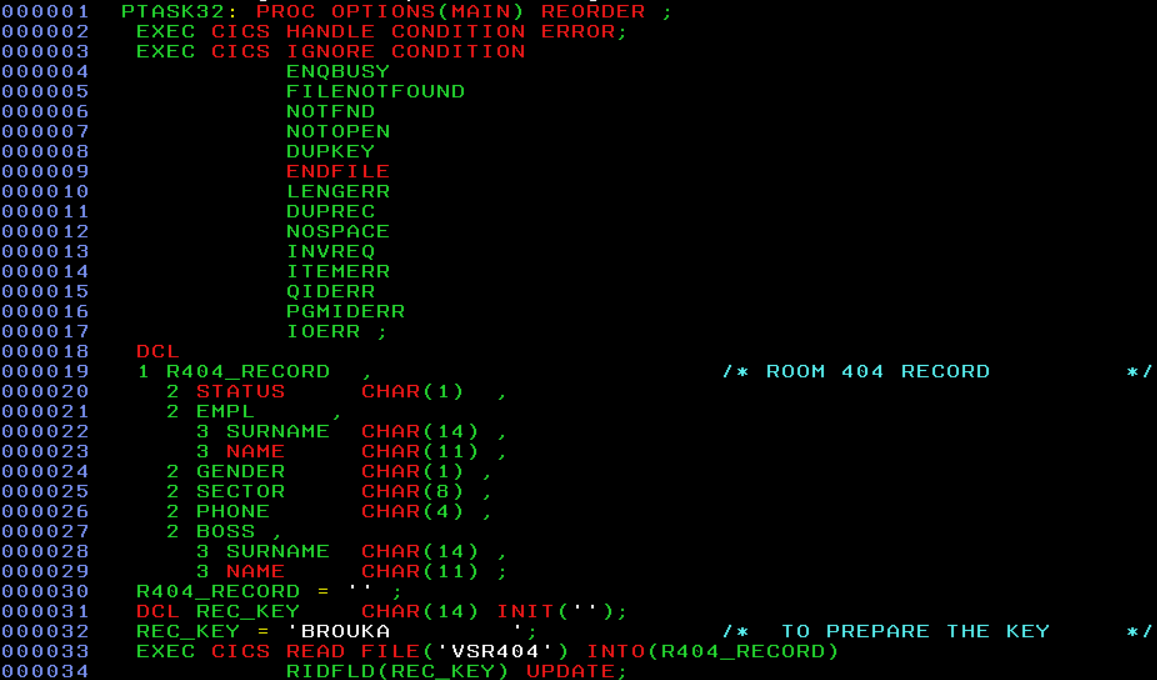 000001  PTASK32: PROC OPTIONS(MAIN) REORDER ;
000002   EXEC CICS HANDLE CONDITION ERROR;
000003   EXEC CICS IGNORE CONDITION
000004             ENQBUSY
000005             FILENOTFOUND
000006             NOTFND
000007             NOTOPEN
000008             DUPKEY
000009             ENDFILE
000010             LENGERR
000011             DUPREC
000012             NOSPACE
000013             INVREQ
000014             ITEMERR
000015             QIDERR
000016             PGMIDERR
000017             IOERR ;
000018   DCL
000019   1 R404_RECORD  ,                       /* ROOM 404 RECORD         */
000020     2 STATUS     CHAR(1)  ,
000021     2 EMPL     ,
000022       3 SURNAME  CHAR(14) ,
000023       3 NAME     CHAR(11) ,
000024     2 GENDER     CHAR(1) ,
000025     2 SECTOR     CHAR(8) ,
000026     2 PHONE      CHAR(4) ,
000027     2 BOSS ,
000028       3 SURNAME  CHAR(14) ,
000029       3 NAME     CHAR(11) ;
000030   R404_RECORD = '' ;
000031   DCL REC_KEY    CHAR(14) INIT('');
000032   REC_KEY = 'BROUKA        ';            /*  TO PREPARE THE KEY     */
000033   EXEC CICS READ FILE('VSR404') INTO(R404_RECORD)
000034             RIDFLD(REC_KEY) UPDATE;